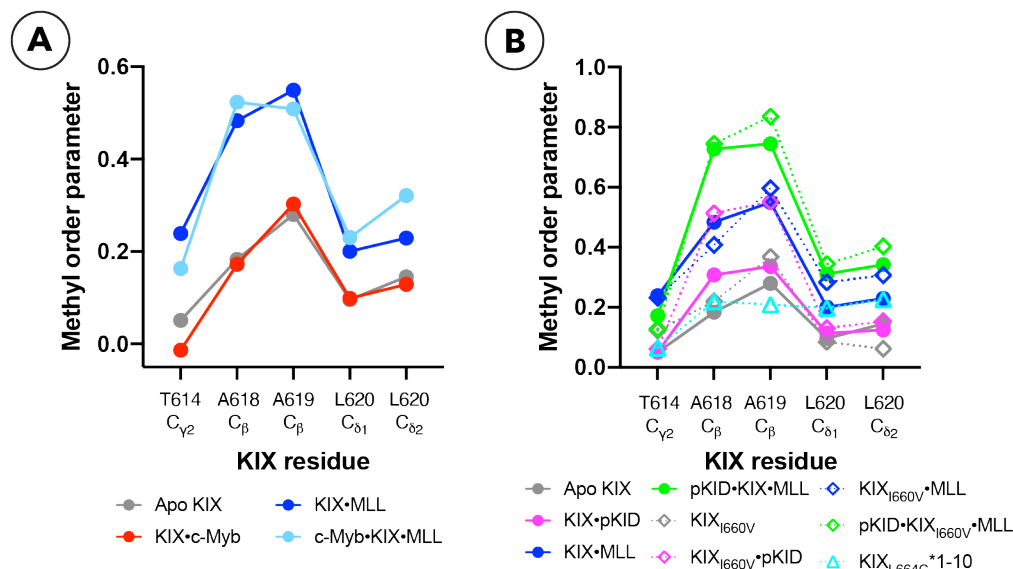 A
Methyl order parameter
0.6
0.4
0.2
0.0
T614 A618 A619 L620 L620
Cγ2 Cβ Cβ Cδ1 Cδ2
KIX residue
Apo KIX KIX•MLL
KIX•c-Myb c-Myb•KIX•MLL
B
Methyl order parameter
1.0
0.8
0.6
0.4
0.2
0.0
T614 A618 A619 L620 L620
Cγ2 Cβ Cβ Cδ1 Cδ2
KIX residue
Apo KIX pKID•KIX•MLL KIXI660V•MLL
KIX•pKID KIXI660V pKID•KIXI660V•MLL
KIX•MLL KIXI660V•pKID KIXL664C*1-10